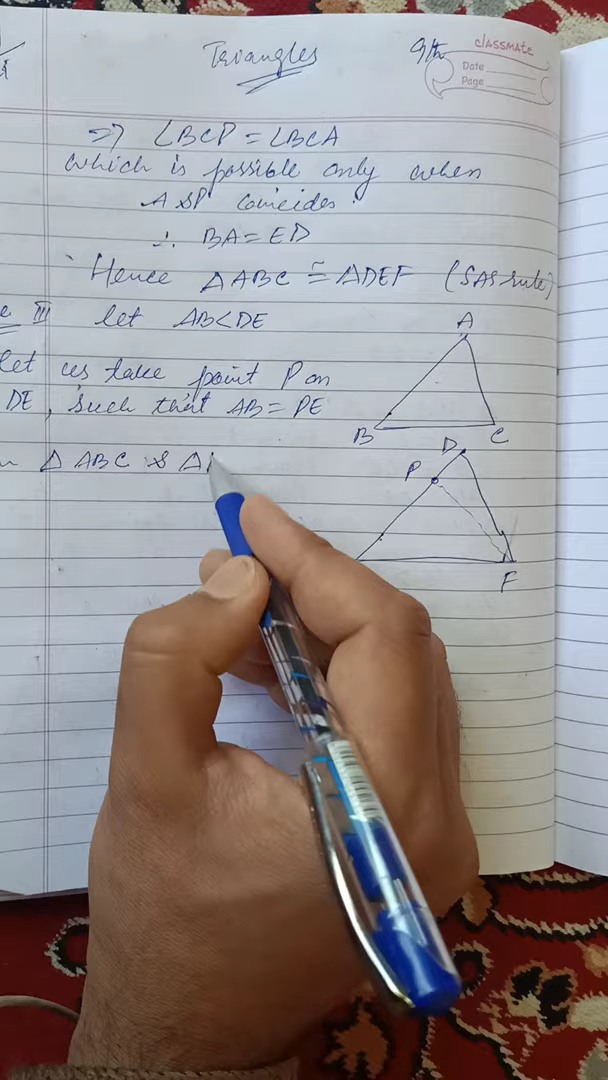 Triangles 9th
classmate
Date
Page
⇒ ∠BCP = ∠BCA
which is possible only when
A & P coincides.
∴ BA = ED
Hence △ABC ≅ △DEF (SAS rule)
e III let AB<DE
let us take point P on
DE, such that AB = PE
△ ABC & △
A
B C
D
P
F